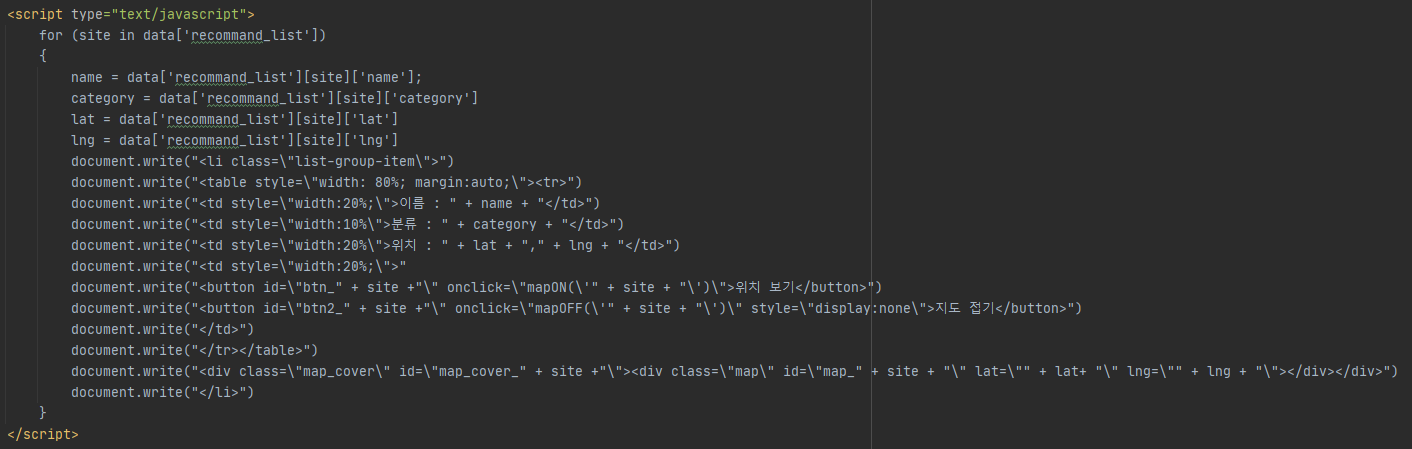 <script type="text/javascript">
for (site in data['recommand_list'])
{
name = data['recommand_list'][site]['name'];
category = data['recommand_list'][site]['category']
lat = data['recommand_list'][site]['lat']
lng = data['recommand_list'][site]['lng']
document.write("<li class=\"list-group-item\">")
document.write("<table style=\"width: 80%; margin:auto;\"><tr>")
document.write("<td style=\"width:20%;\">이름 : " + name + "</td>")
document.write("<td style=\"width:10%\">분류 : " + category + "</td>")
document.write("<td style=\"width:20%\">위치 : " + lat + "," + lng + "</td>")
document.write("<td style=\"width:20%;\">"
document.write("<button id=\"btn_" + site +"\" onclick=\"mapON(\'" + site + "\')\">위치 보기</button>")
document.write("<button id=\"btn2_" + site +"\" onclick=\"mapOFF(\'" + site + "\')\" style=\"display:none\">지도 접기</button>")
document.write("</td>")
document.write("</tr></table>")
document.write("<div class=\"map_cover\" id=\"map_cover_" + site +"\"><div class=\"map\" id=\"map_" + site + "\" lat=\"" + lat+ "\" lng=\"" + lng + "\"></div></div>")
document.write("</li>")
}
</script>